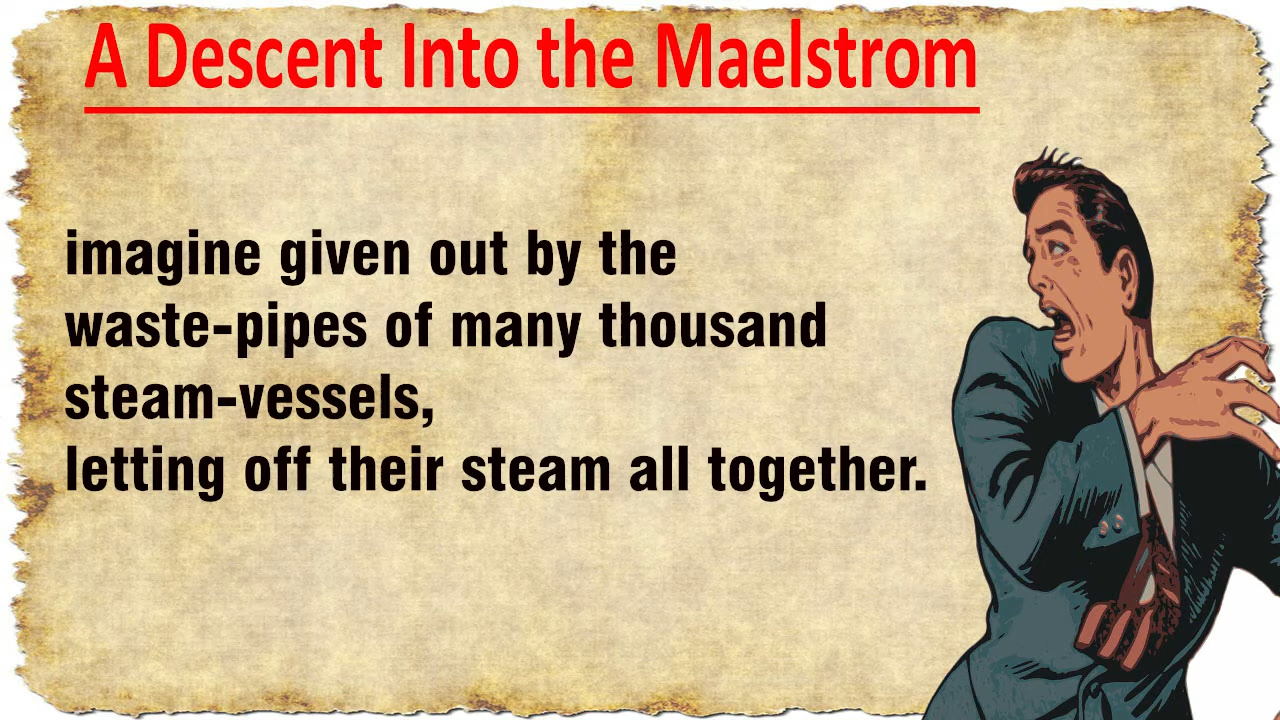 A Descent Into the Maelstrom
imagine given out by the
waste-pipes of many thousand
steam-vessels,
letting off their steam all together.